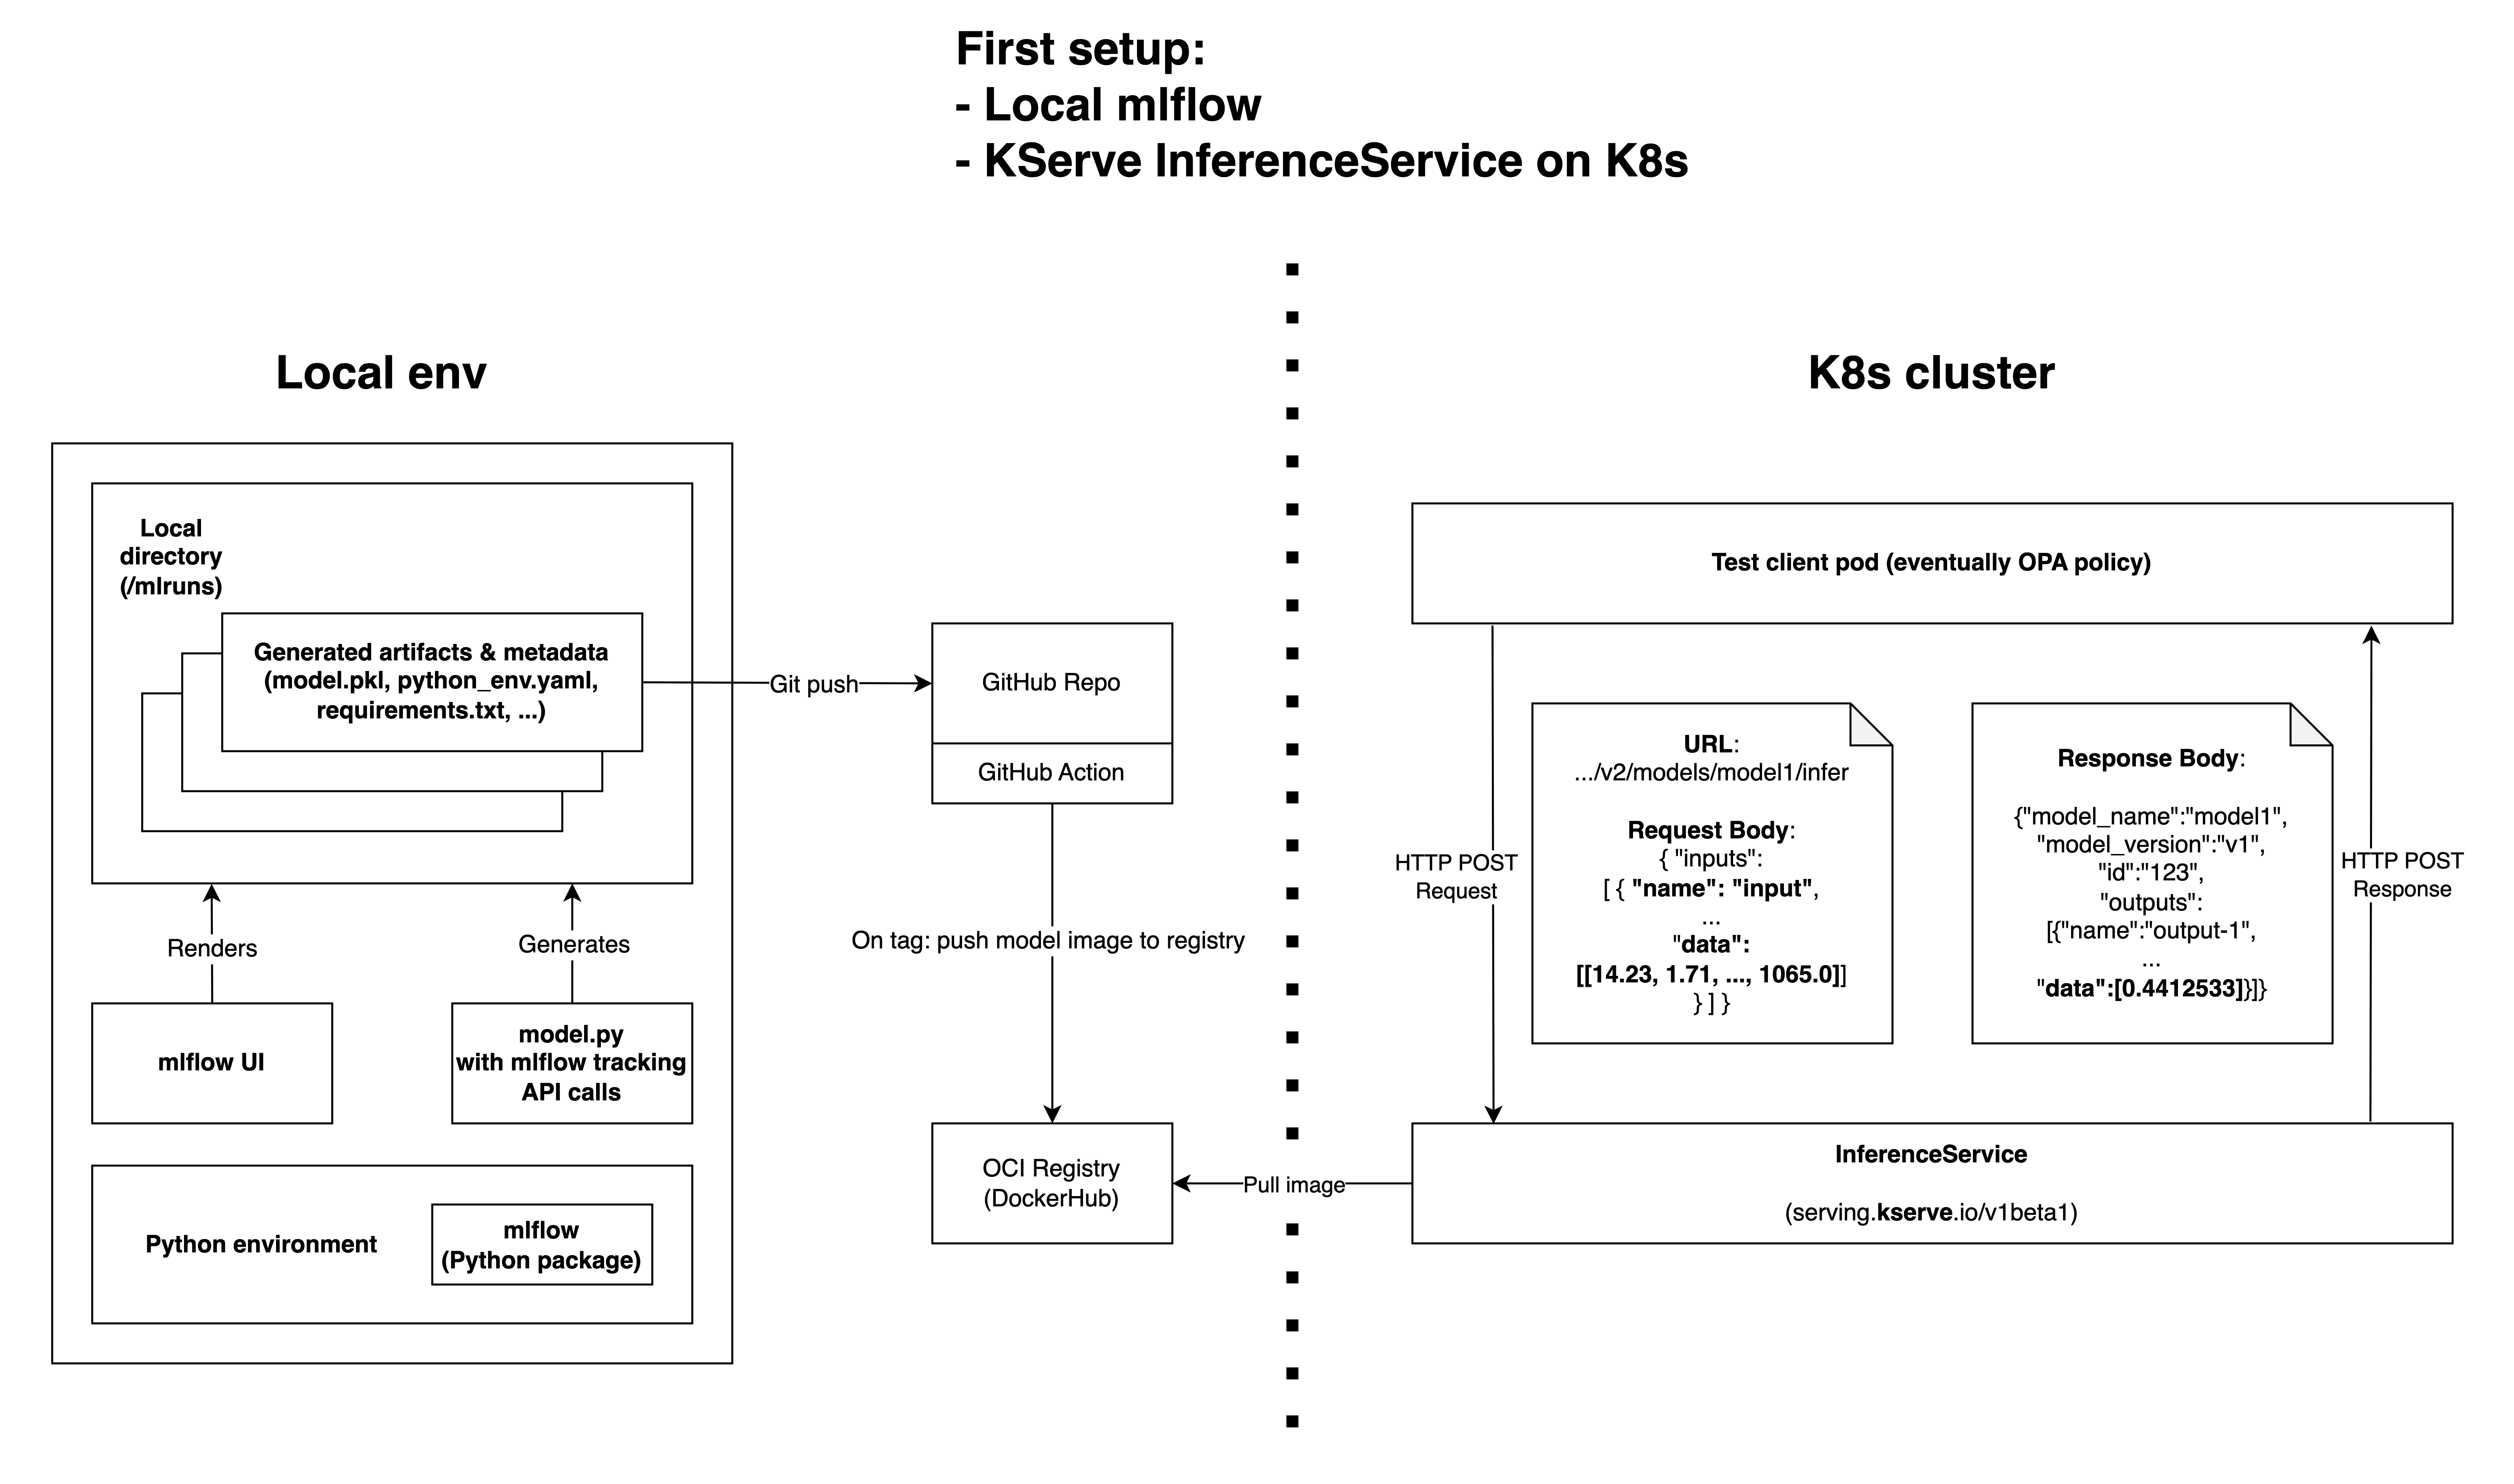 First setup:
- Local mlflow
- KServe InferenceService on K8s
Local env
Local
directory
(/mlruns)
Generated artifacts & metadata
(model.pkl, python_env.yaml,
requirements.txt, ...)
Renders
Generates
mlflow UI
model.py
with mlflow tracking
API calls
Python environment
mlflow
(Python package)
Git push
GitHub Repo
GitHub Action
On tag: push model image to registry
OCI Registry
(DockerHub)
Pull image
K8s cluster
Test client pod (eventually OPA policy)
HTTP POST
Request
URL:
.../v2/models/model1/infer
Request Body:
{ "inputs":
[ { "name": "input",
...
"data":
[[14.23, 1.71, ..., 1065.0]]
} ] }
Response Body:
{"model_name":"model1",
"model_version":"v1",
"id":"123",
"outputs":
[{"name":"output-1",
...
"data":[0.4412533]}]}
HTTP POST
Response
InferenceService
(serving.kserve.io/v1beta1)